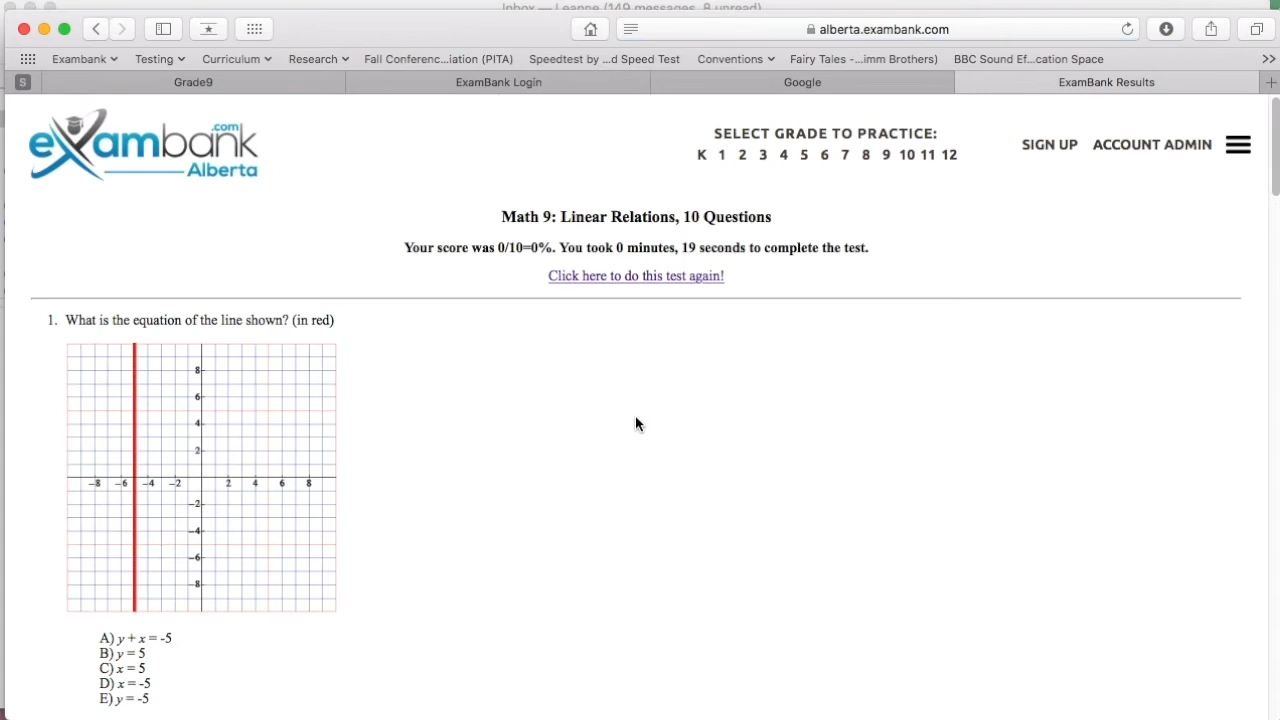 Inbox — Leanne (149 messages, 8 unread)
alberta.exambank.com
Exambank Testing Curriculum Research Fall Conferenc...iation (PITA) Speedtest by ...d Speed Test Conventions Fairy Tales -...imm Brothers) BBC Sound Ef...cation Space >>
S Grade9 ExamBank Login Google ExamBank Results +
exambank.com
Alberta
SELECT GRADE TO PRACTICE:
K 1 2 3 4 5 6 7 8 9 10 11 12
SIGN UP ACCOUNT ADMIN
Math 9: Linear Relations, 10 Questions
Your score was 0/10=0%. You took 0 minutes, 19 seconds to complete the test.
Click here to do this test again!
1. What is the equation of the line shown? (in red)
8
6
4
2
-8 -6 -4 -2 2 4 6 8
-2
-4
-6
-8
A) y + x = -5
B) y = 5
C) x = 5
D) x = -5
E) y = -5